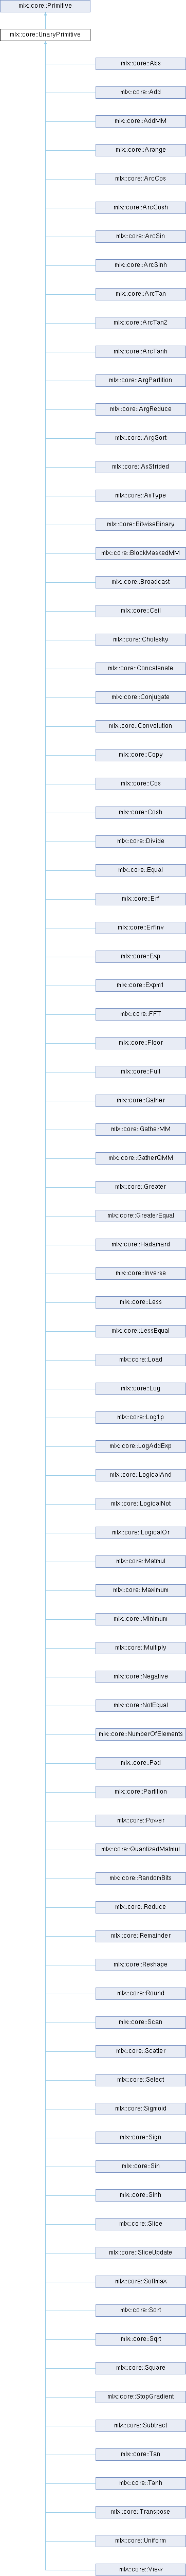 mlx::core::Primitive
mlx::core::UnaryPrimitive
mlx::core::Abs
mlx::core::Add
mlx::core::AddMM
mlx::core::Arange
mlx::core::ArcCos
mlx::core::ArcCosh
mlx::core::ArcSin
mlx::core::ArcSinh
mlx::core::ArcTan
mlx::core::ArcTan2
mlx::core::ArcTanh
mlx::core::ArgPartition
mlx::core::ArgReduce
mlx::core::ArgSort
mlx::core::AsStrided
mlx::core::AsType
mlx::core::BitwiseBinary
mlx::core::BlockMaskedMM
mlx::core::Broadcast
mlx::core::Ceil
mlx::core::Cholesky
mlx::core::Concatenate
mlx::core::Conjugate
mlx::core::Convolution
mlx::core::Copy
mlx::core::Cos
mlx::core::Cosh
mlx::core::Divide
mlx::core::Equal
mlx::core::Erf
mlx::core::ErfInv
mlx::core::Exp
mlx::core::Expm1
mlx::core::FFT
mlx::core::Floor
mlx::core::Full
mlx::core::Gather
mlx::core::GatherMM
mlx::core::GatherQMM
mlx::core::Greater
mlx::core::GreaterEqual
mlx::core::Hadamard
mlx::core::Inverse
mlx::core::Less
mlx::core::LessEqual
mlx::core::Load
mlx::core::Log
mlx::core::Log1p
mlx::core::LogAddExp
mlx::core::LogicalAnd
mlx::core::LogicalNot
mlx::core::LogicalOr
mlx::core::Matmul
mlx::core::Maximum
mlx::core::Minimum
mlx::core::Multiply
mlx::core::Negative
mlx::core::NotEqual
mlx::core::NumberOfElements
mlx::core::Pad
mlx::core::Partition
mlx::core::Power
mlx::core::QuantizedMatmul
mlx::core::RandomBits
mlx::core::Reduce
mlx::core::Remainder
mlx::core::Reshape
mlx::core::Round
mlx::core::Scan
mlx::core::Scatter
mlx::core::Select
mlx::core::Sigmoid
mlx::core::Sign
mlx::core::Sin
mlx::core::Sinh
mlx::core::Slice
mlx::core::SliceUpdate
mlx::core::Softmax
mlx::core::Sort
mlx::core::Sqrt
mlx::core::Square
mlx::core::StopGradient
mlx::core::Subtract
mlx::core::Tan
mlx::core::Tanh
mlx::core::Transpose
mlx::core::Uniform
mlx::core::View